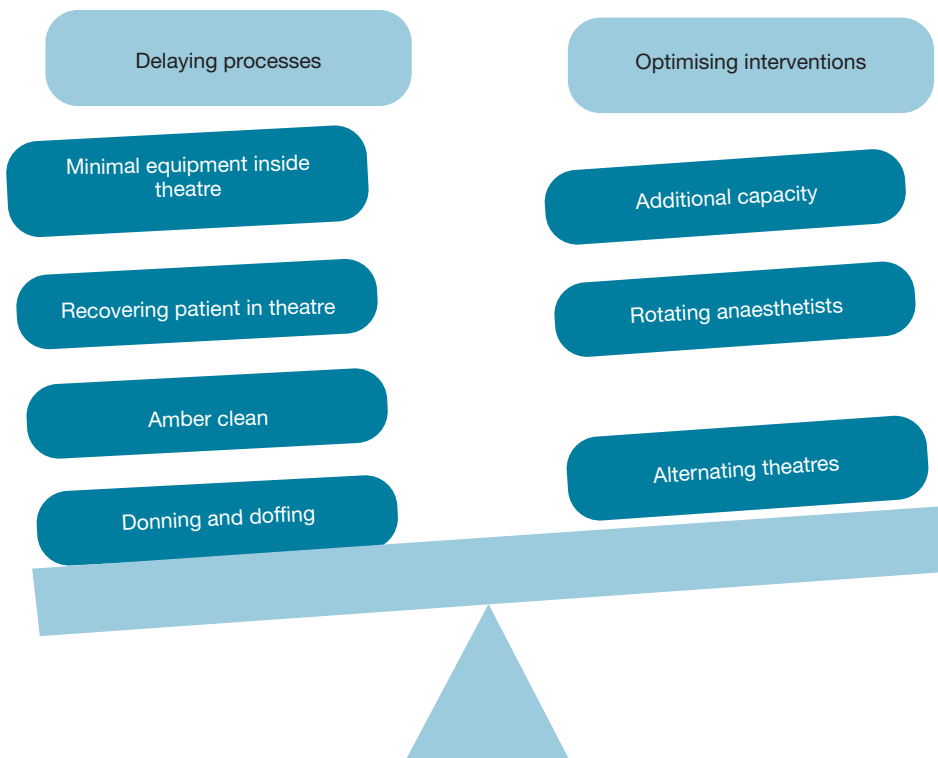 Delaying processes
Optimising interventions
Minimal equipment inside
theatre
Additional capacity
Recovering patient in theatre
Rotating anaesthetists
Amber clean
Alternating theatres
Donning and doffing